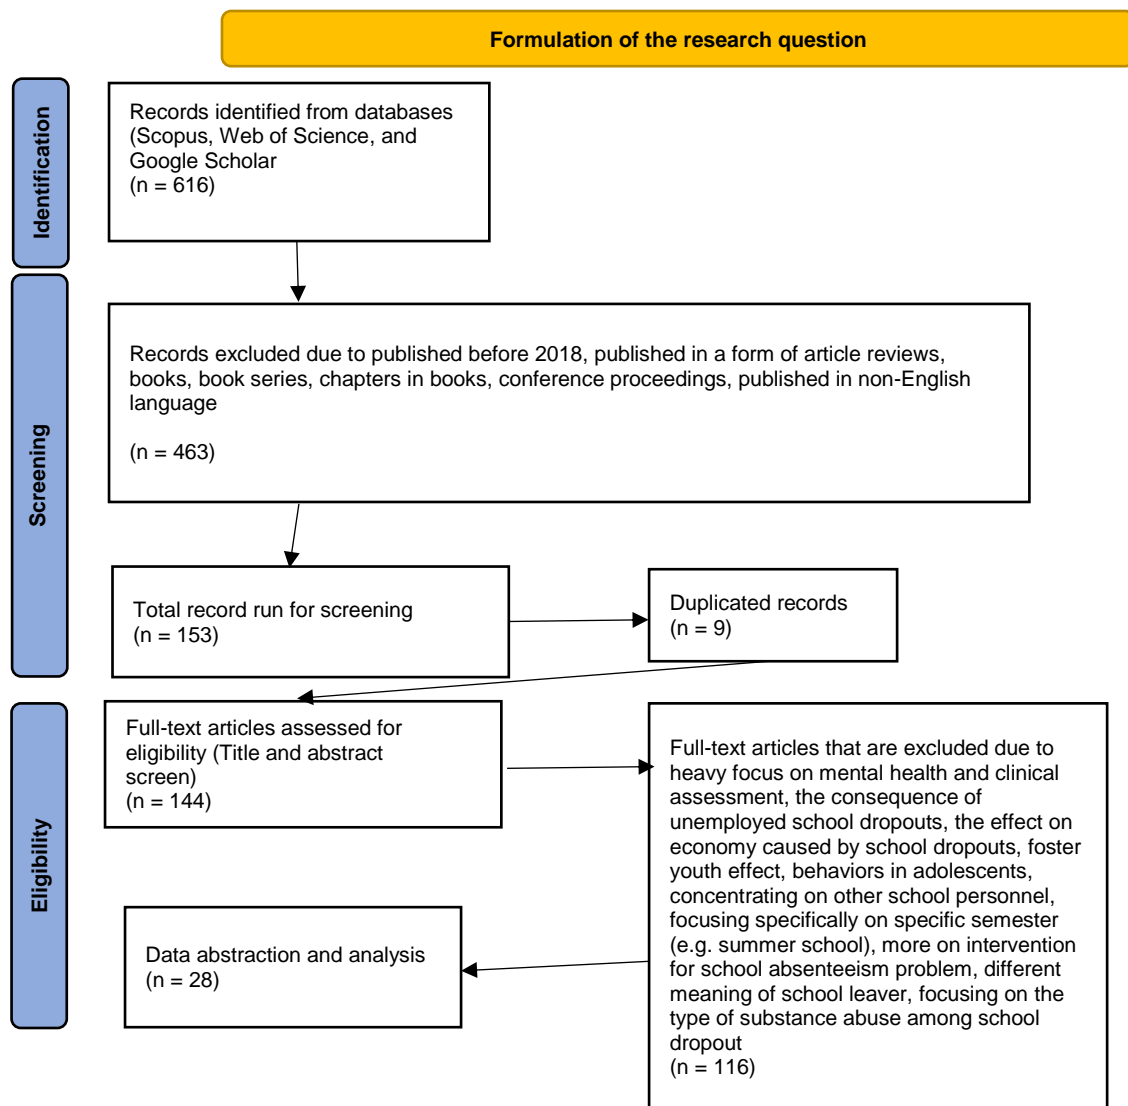 Formulation of the research question
Identification
Records identified from databases
(Scopus, Web of Science, and
Google Scholar
(n = 616)
Screening
Records excluded due to published before 2018, published in a form of article reviews,
books, book series, chapters in books, conference proceedings, published in non-English
language
(n = 463)
Total record run for screening
(n = 153)
Duplicated records
(n = 9)
Eligibility
Full-text articles assessed for
eligibility (Title and abstract
screen)
(n = 144)
Full-text articles that are excluded due to
heavy focus on mental health and clinical
assessment, the consequence of
unemployed school dropouts, the effect on
economy caused by school dropouts, foster
youth effect, behaviors in adolescents,
concentrating on other school personnel,
focusing specifically on specific semester
(e.g. summer school), more on intervention
for school absenteeism problem, different
meaning of school leaver, focusing on the
type of substance abuse among school
dropout
(n = 116)
Data abstraction and analysis
(n = 28)